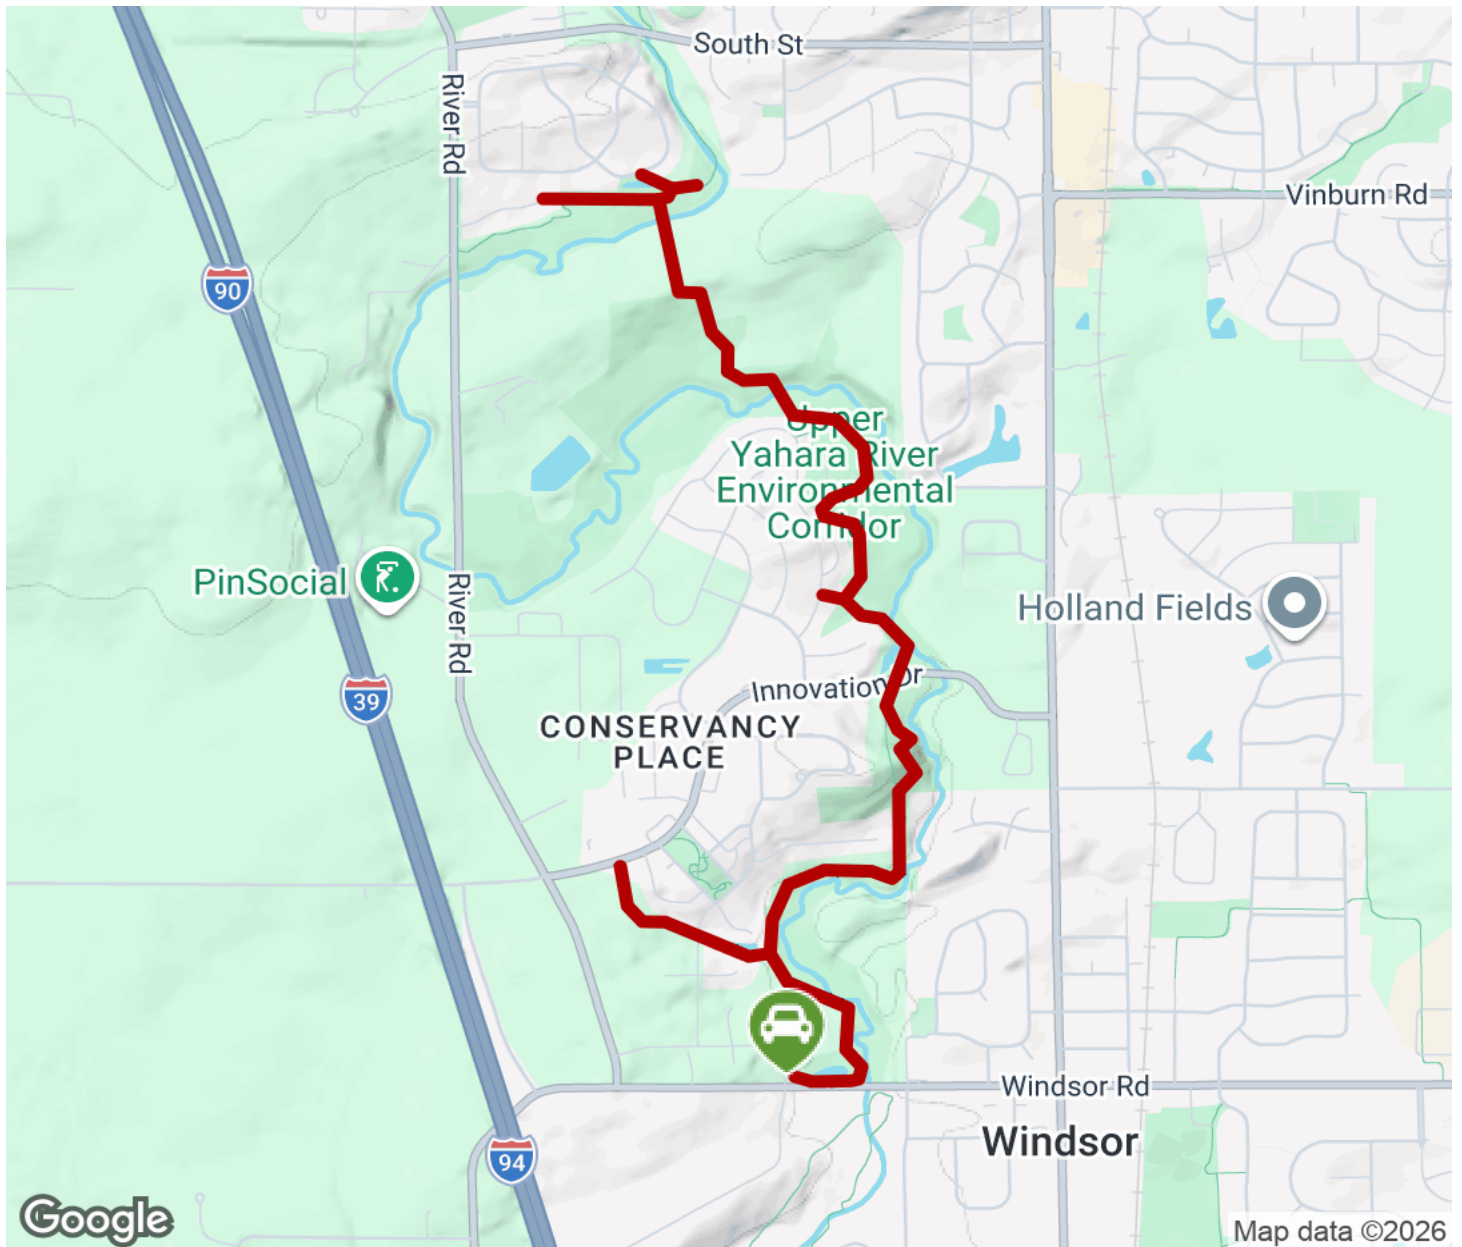 South St
River Rd
Vinburn Rd
90
Upper
Yahara River
Environmental
Corridor
PinSocial
River Rd
Holland Fields
Innovation Dr
39
CONSERVANCY
PLACE
Windsor Rd
Windsor
94
Google
Map data ©2026